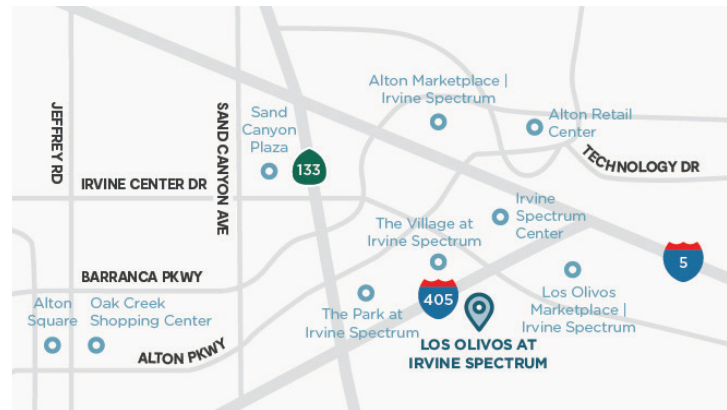 Alton Marketplace |
Irvine Spectrum
JEFFREY RD
SAND CANYON AVE
Sand
Canyon
Plaza
Alton Retail
Center
TECHNOLOGY DR
133
IRVINE CENTER DR
Irvine
Spectrum
Center
The Village at
Irvine Spectrum
5
BARRANCA PKWY
405
Alton
Square
Oak Creek
Shopping Center
The Park at
Irvine Spectrum
Los Olivos
Marketplace |
Irvine Spectrum
ALTON PKWY
LOS OLIVOS AT
IRVINE SPECTRUM